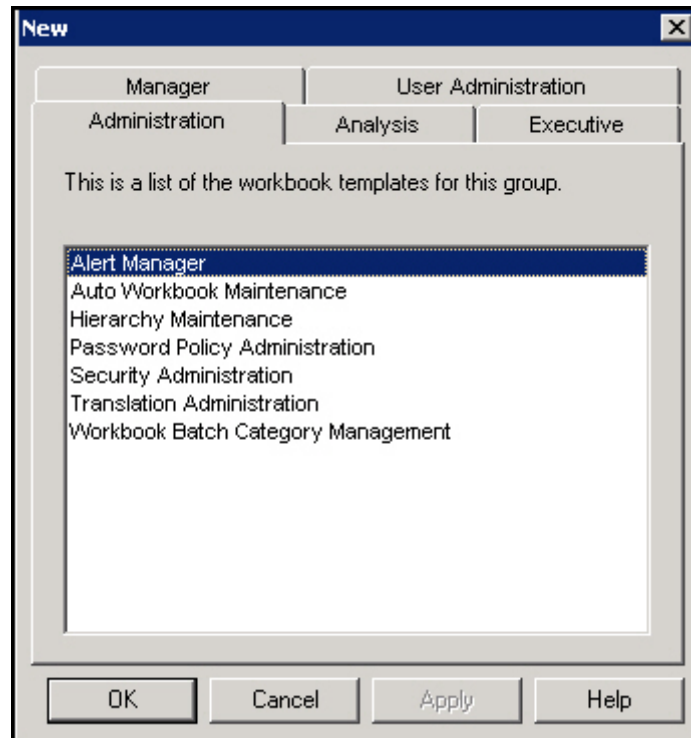 New
Manager
User Administration
Administration
Analysis
Executive
This is a list of the workbook templates for this group.
Alert Manager
Auto Workbook Maintenance
Hierarchy Maintenance
Password Policy Administration
Security Administration
Translation Administration
Workbook Batch Category Management
OK
Cancel
Apply
Help